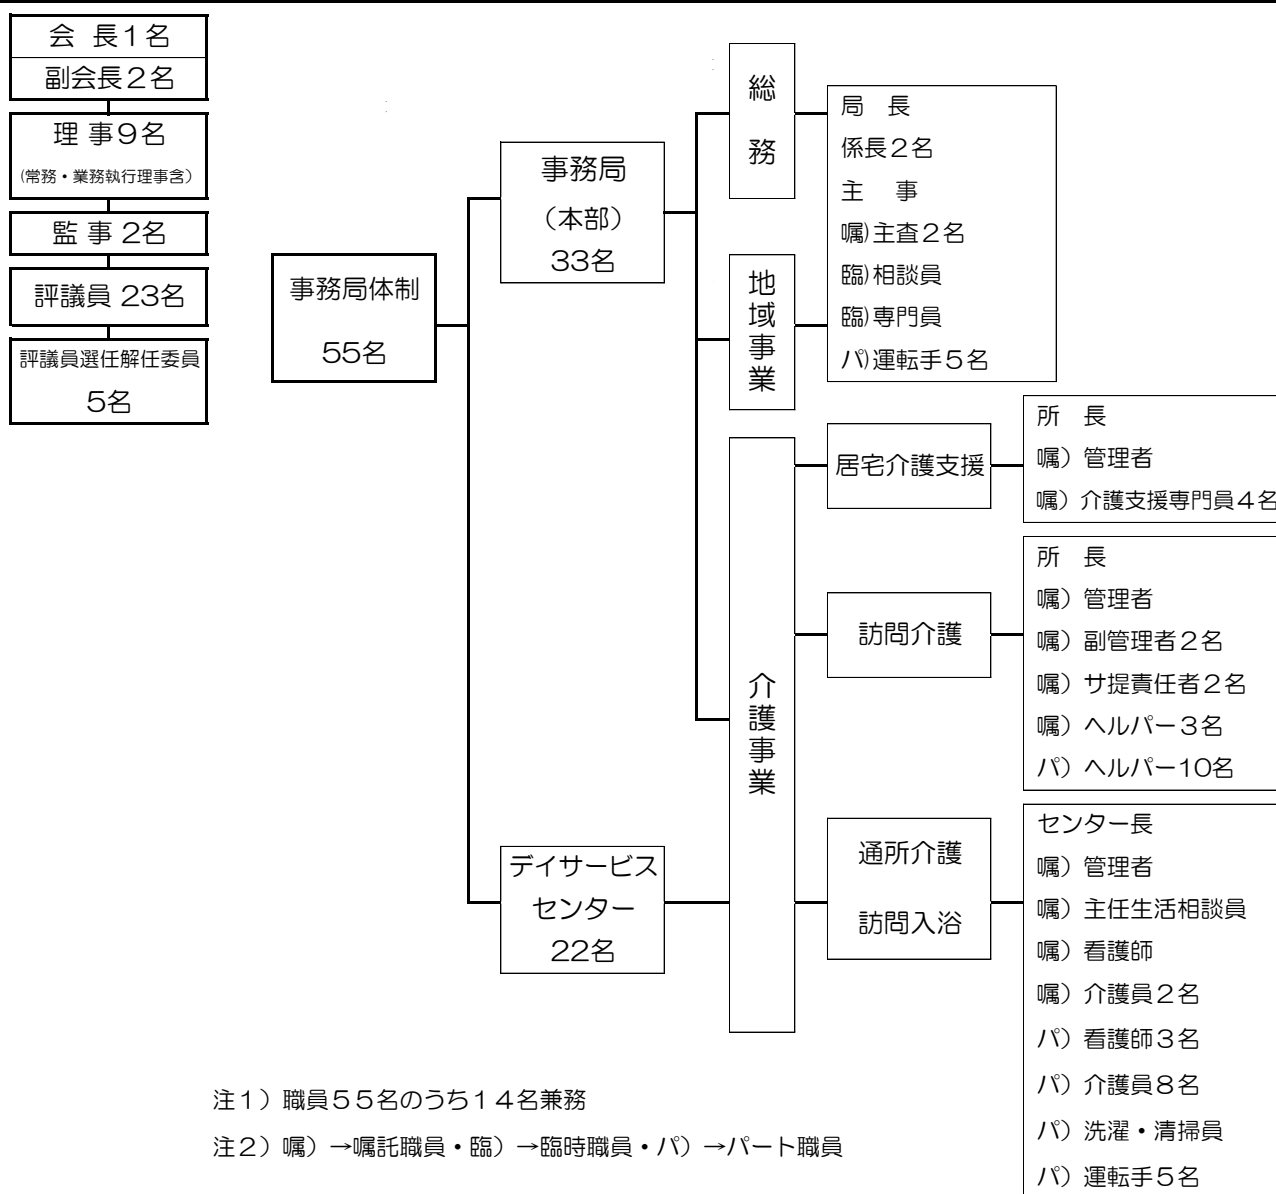 会 長1名
副会長2名
理 事9名
(常務・業務執行理事含)
監 事 2名
評議員 23名
評議員選任解任委員
5名
事務局体制
55名
事務局
(本部)
33名
デイサービス
センター
22名
総務
地域事業
介護事業
局 長
係長2名
主 事
嘱)主査2名
臨)相談員
臨)専門員
パ)運転手5名
居宅介護支援
所 長
嘱)管理者
嘱)介護支援専門員4名
訪問介護
所 長
嘱)管理者
嘱)副管理者2名
嘱)サ提責任者2名
嘱)ヘルパー3名
パ)ヘルパー10名
通所介護
訪問入浴
センター長
嘱)管理者
嘱)主任生活相談員
嘱)看護師
嘱)介護員2名
パ)看護師3名
パ)介護員8名
パ)洗濯・清掃員
パ)運転手5名
注1)職員55名のうち14名兼務
注2)嘱)→嘱託職員・臨)→臨時職員・パ)→パート職員